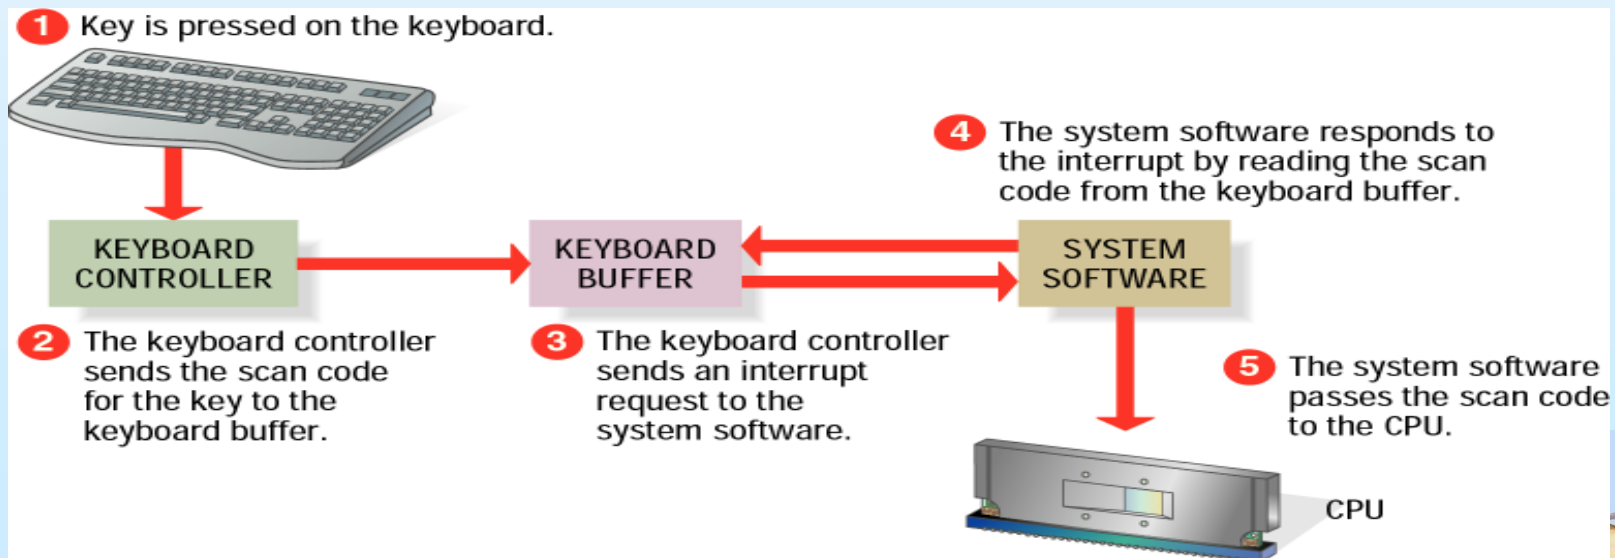 1 Key is pressed on the keyboard.
4 The system software responds to
the interrupt by reading the scan
code from the keyboard buffer.
KEYBOARD
CONTROLLER
KEYBOARD
BUFFER
SYSTEM
SOFTWARE
2 The keyboard controller
sends the scan code
for the key to the
keyboard buffer.
3 The keyboard controller
sends an interrupt
request to the
system software.
5 The system software
passes the scan code
to the CPU.
CPU